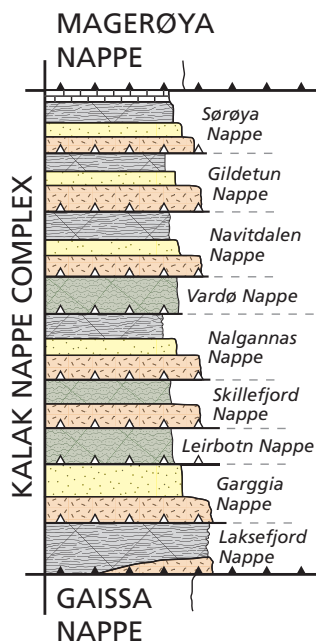 MAGERØYA
NAPPE
KALAK NAPPE COMPLEX
Sørøya
Nappe
Gildetun
Nappe
Navitdalen
Nappe
Vardø Nappe
Nalgannas
Nappe
Skillefjord
Nappe
Leirbotn Nappe
Garggia
Nappe
Laksefjord
Nappe
GAISSA
NAPPE